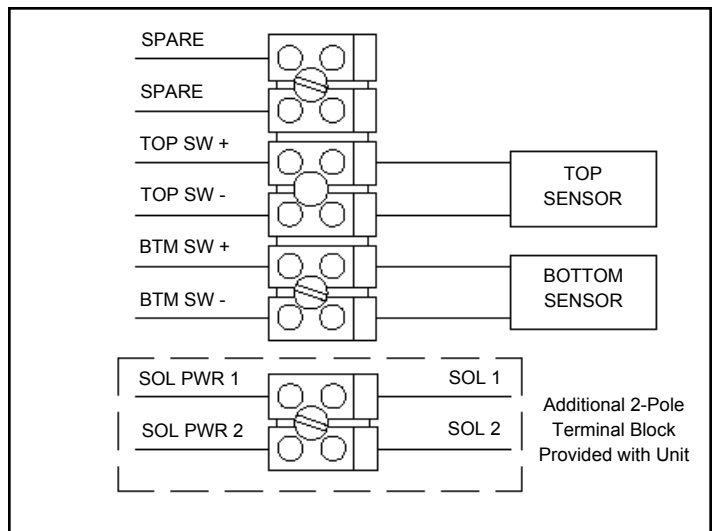 SPARE
SPARE
TOP SW +
TOP SW -
TOP
SENSOR
BTM SW +
BTM SW -
BOTTOM
SENSOR
SOL PWR 1
SOL 1
SOL PWR 2
SOL 2
Additional 2-Pole
Terminal Block
Provided with Unit